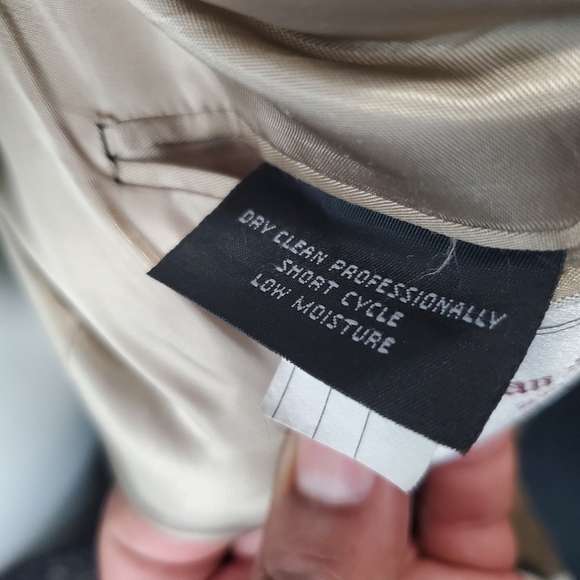 DRY CLEAN PROFESSIONALLY
SHORT CYCLE
LOW MOISTURE